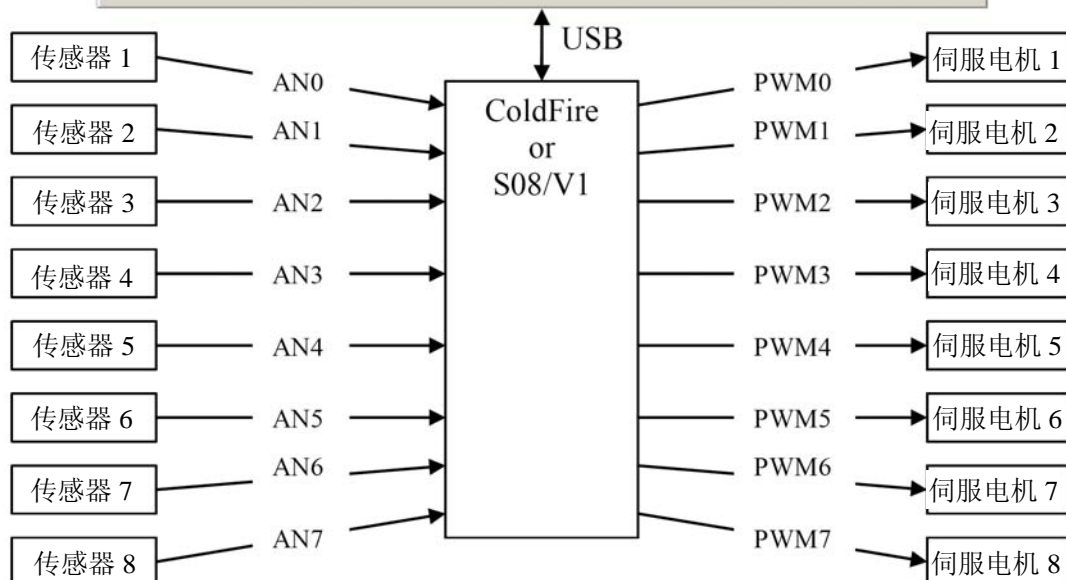 USB
传感器 1
AN0
PWM0
伺服电机 1
ColdFire
or
S08/V1
传感器 2
AN1
PWM1
伺服电机 2
传感器 3
AN2
PWM2
伺服电机 3
传感器 4
AN3
PWM3
伺服电机 4
传感器 5
AN4
PWM4
伺服电机 5
传感器 6
AN5
PWM5
伺服电机 6
传感器 7
AN6
PWM6
伺服电机 7
传感器 8
AN7
PWM7
伺服电机 8